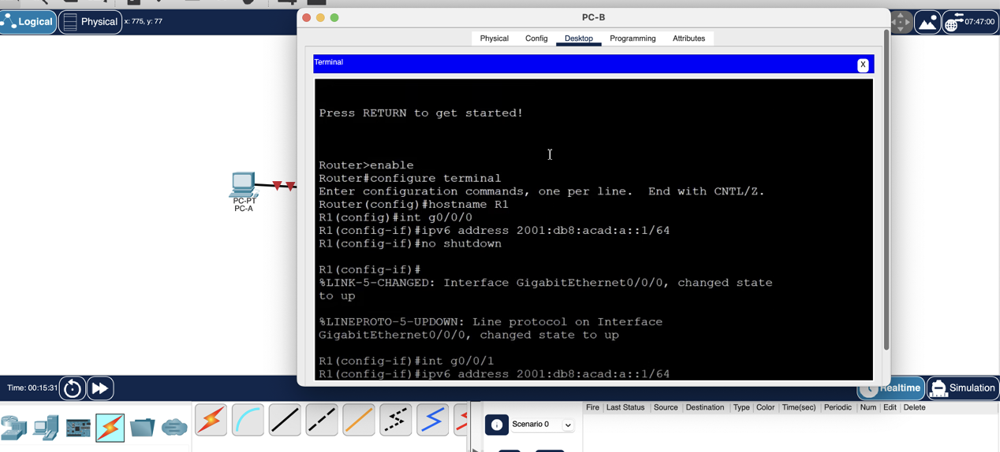 Logical
Physical
x: 775, y: 77
PC-B
07:47:00
Physical
Config
Desktop
Programming
Attributes
Terminal
X
Press RETURN to get started!
Router>enable
Router#configure terminal
Enter configuration commands, one per line.  End with CNTL/Z.
Router(config)#hostname R1
R1(config)#int g0/0/0
R1(config-if)#ipv6 address 2001:db8:acad:a::1/64
R1(config-if)#no shutdown
R1(config-if)#
%LINK-5-CHANGED: Interface GigabitEthernet0/0/0, changed state
to up
%LINEPROTO-5-UPDOWN: Line protocol on Interface
GigabitEthernet0/0/0, changed state to up
R1(config-if)#int g0/0/1
R1(config-if)#ipv6 address 2001:db8:acad:a::1/64
PC-PT
PC-A
Time: 00:15:31
Realtime
Simulation
Scenario 0
Fire
Last Status
Source
Destination
Type
Color
Time(sec)
Periodic
Num
Edit
Delete